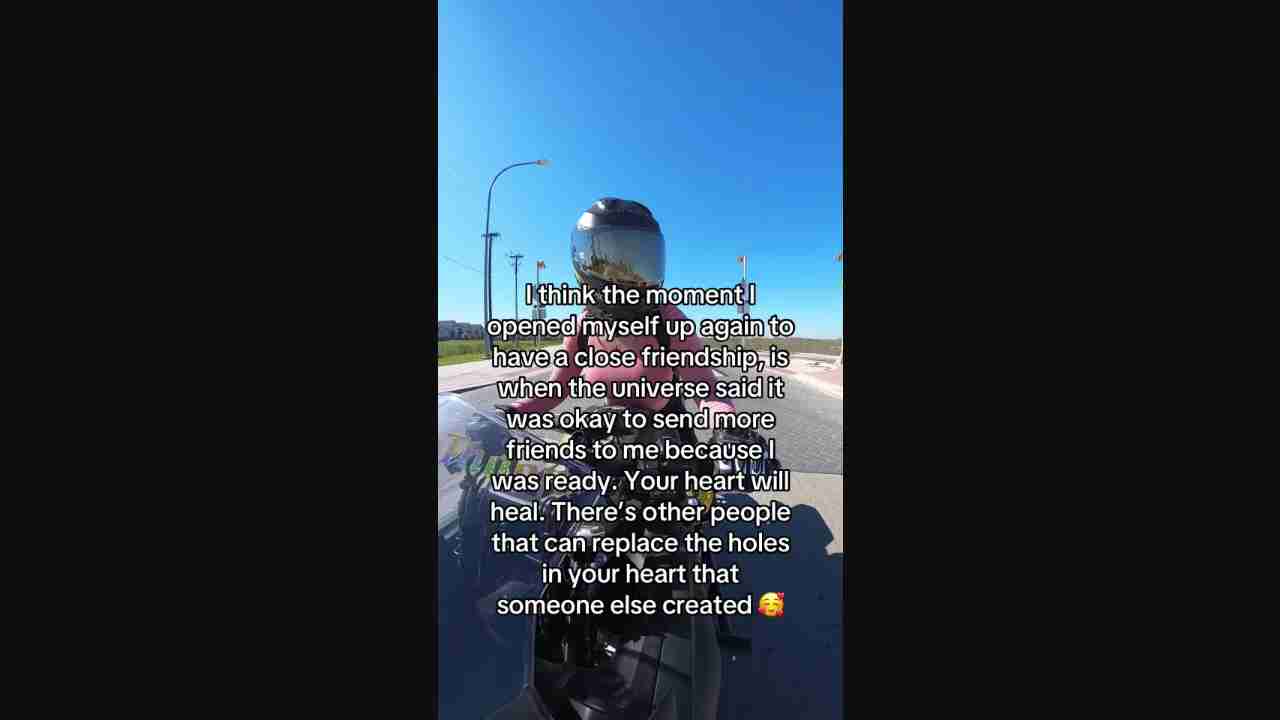 I think the moment I
opened myself up again to
have a close friendship, is
when the universe said it
was okay to send more
friends to me because I
was ready. Your heart will
heal. There’s other people
that can replace the holes
in your heart that
someone else created 🥰